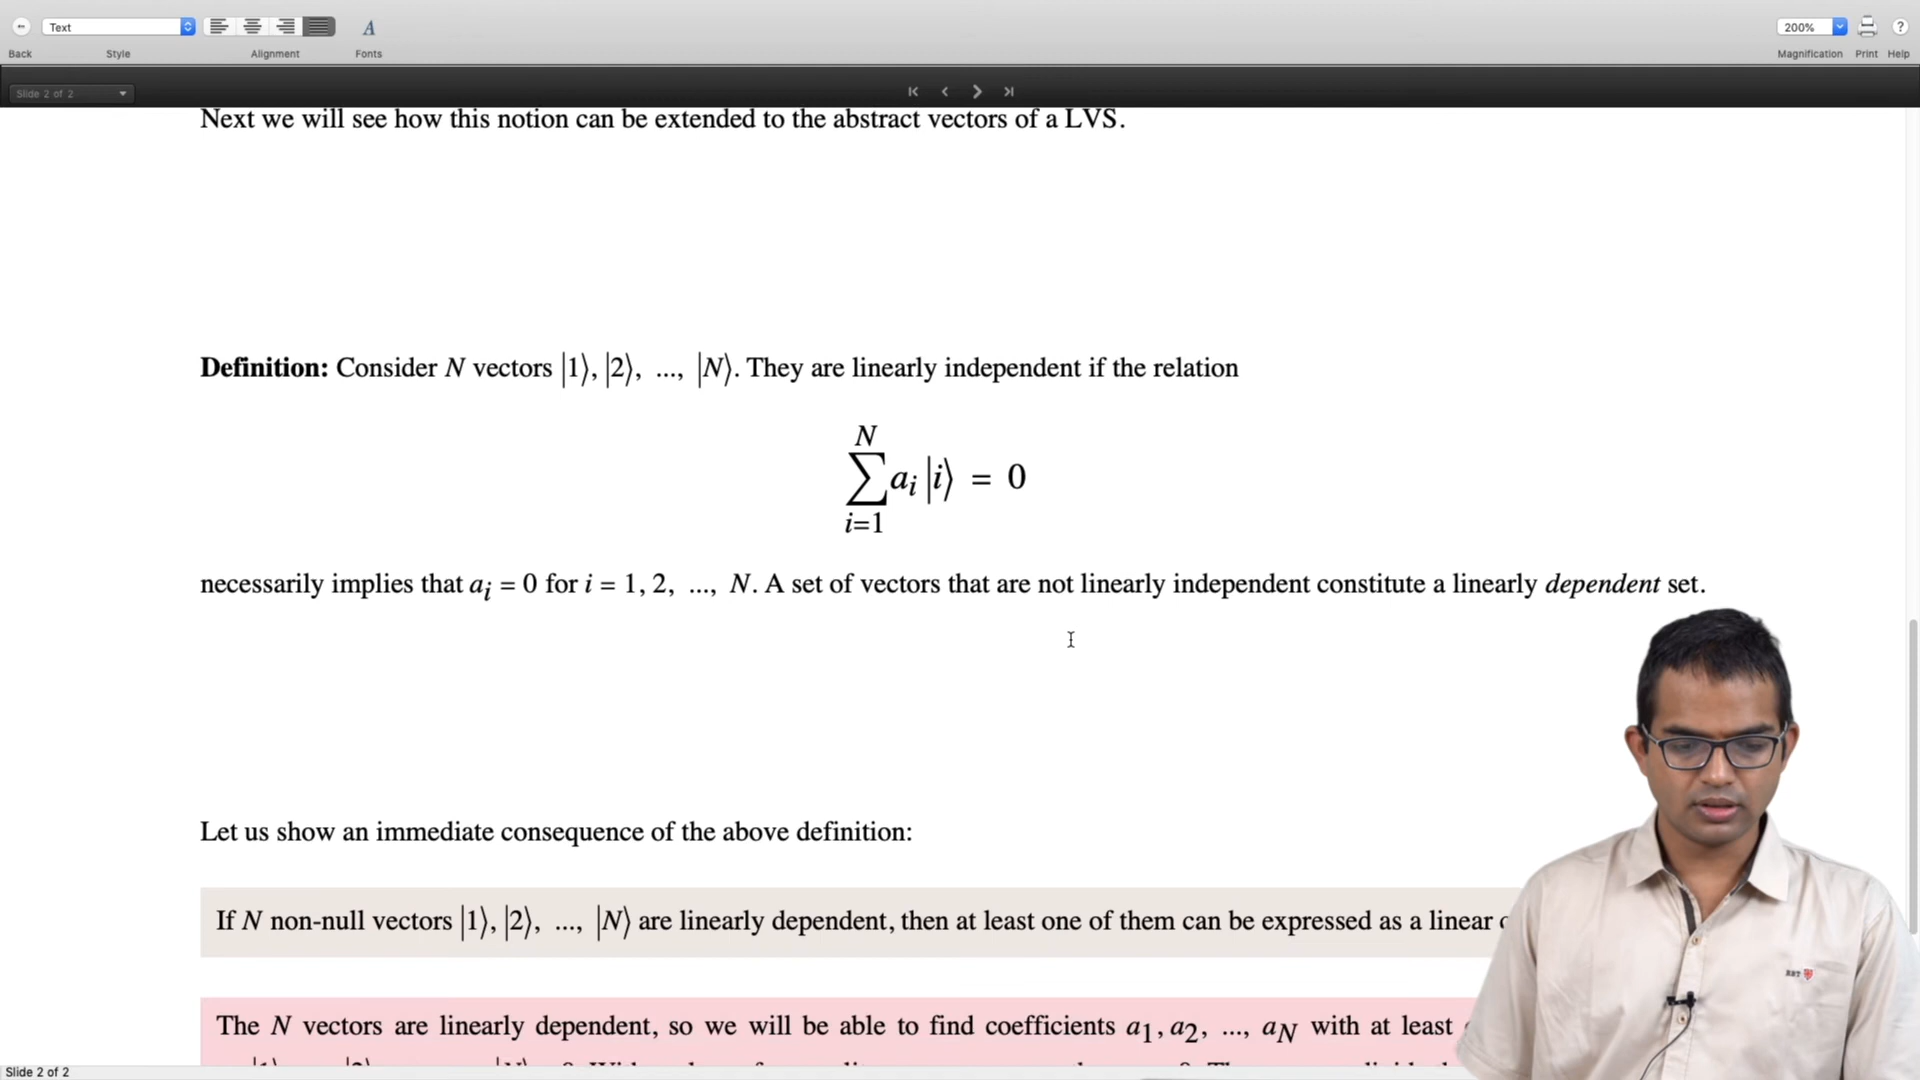 Text
Back
Style
Alignment
Fonts
200%
Magnification
Print
Help
Slide 2 of 2
Next we will see how this notion can be extended to the abstract vectors of a LVS.
Definition: Consider N vectors |1⟩, |2⟩, ..., |N⟩. They are linearly independent if the relation
∑_{i=1}^{N} a_i |i⟩ = 0
necessarily implies that a_i = 0 for i = 1, 2, ..., N. A set of vectors that are not linearly independent constitute a linearly dependent set.
Let us show an immediate consequence of the above definition:
If N non-null vectors |1⟩, |2⟩, ..., |N⟩ are linearly dependent, then at least one of them can be expressed as a linear
The N vectors are linearly dependent, so we will be able to find coefficients a_1, a_2, ..., a_N with at least
Slide 2 of 2